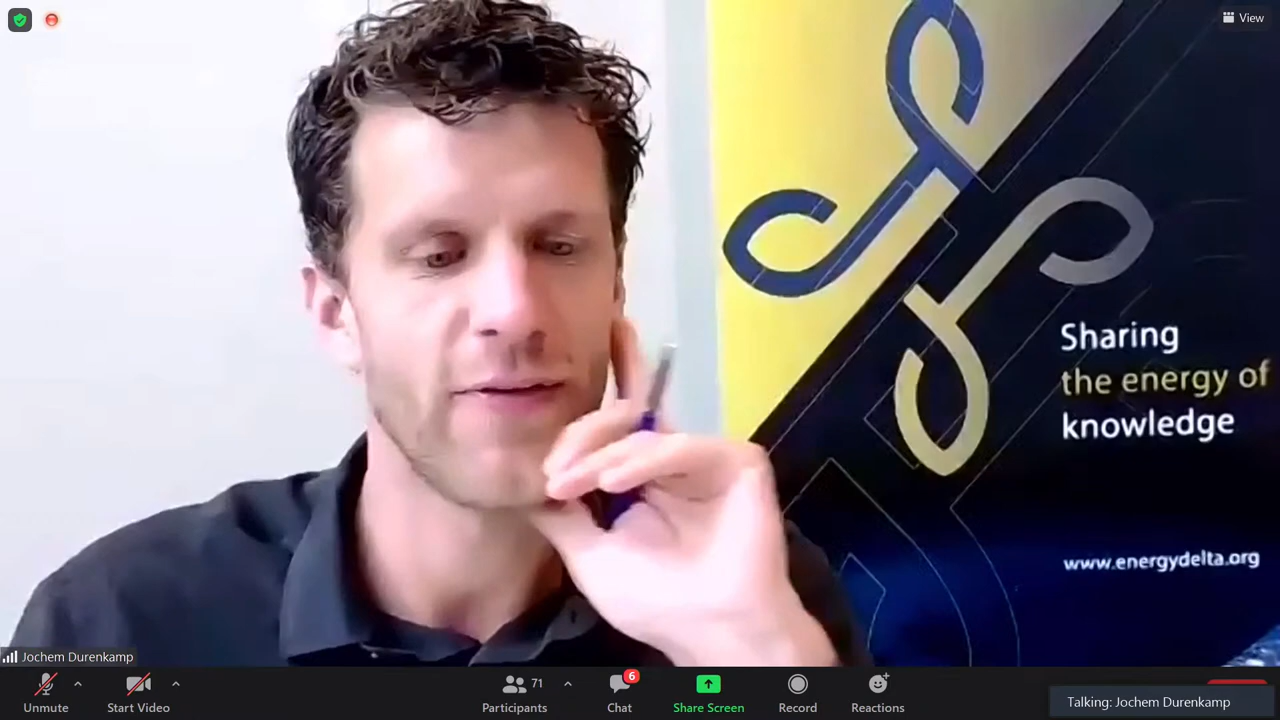 View
Sharing
the energy of
knowledge
www.energydelta.org
Jochem Durenkamp
Unmute
Start Video
71
Participants
6
Chat
Share Screen
Record
Reactions
Talking: Jochem Durenkamp